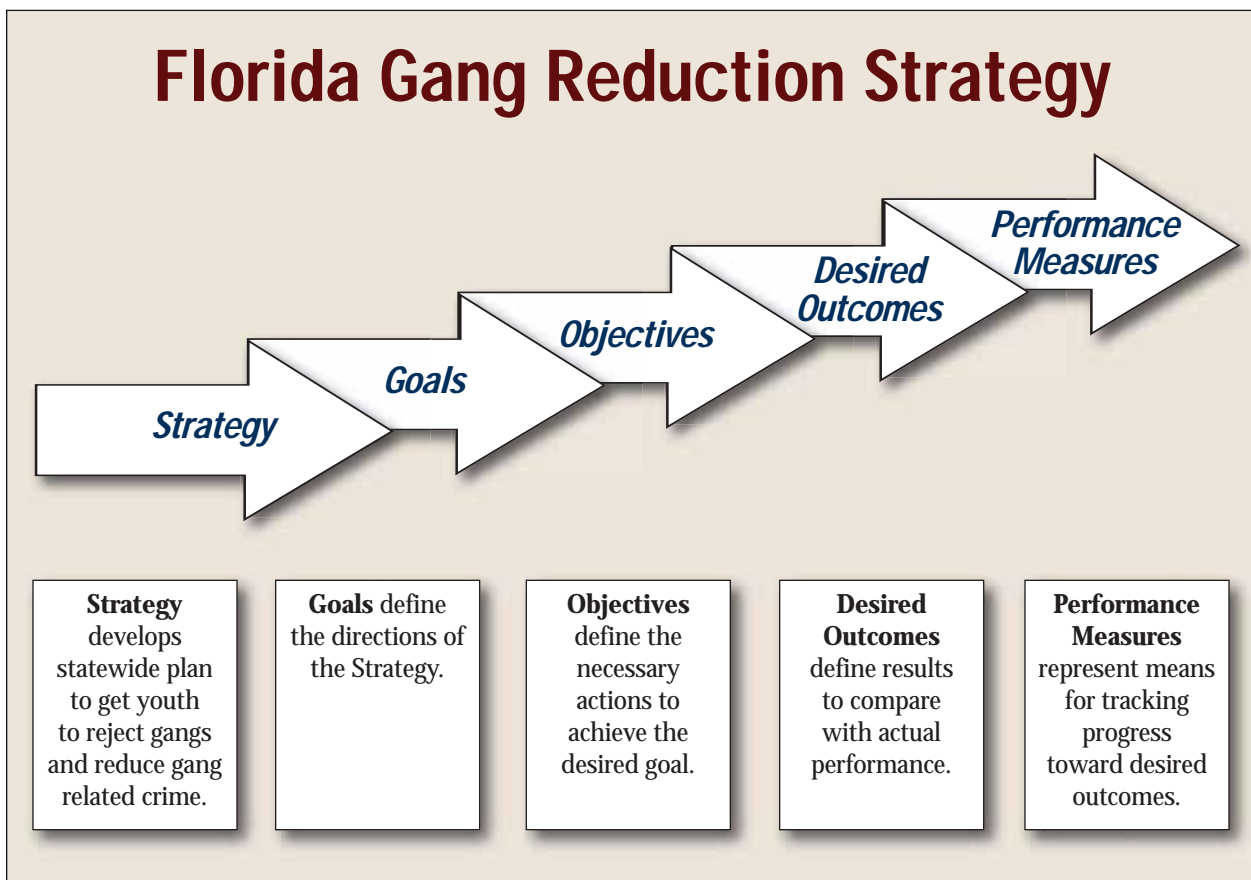 Florida Gang Reduction Strategy
Performance
Measures
Desired
Outcomes
Objectives
Goals
Strategy
Strategy
develops
statewide plan
to get youth
to reject gangs
and reduce gang
related crime.
Goals define
the directions of
the Strategy.
Objectives
define the
necessary
actions to
achieve the
desired goal.
Desired
Outcomes
define results
to compare
with actual
performance.
Performance
Measures
represent means
for tracking
progress
toward desired
outcomes.